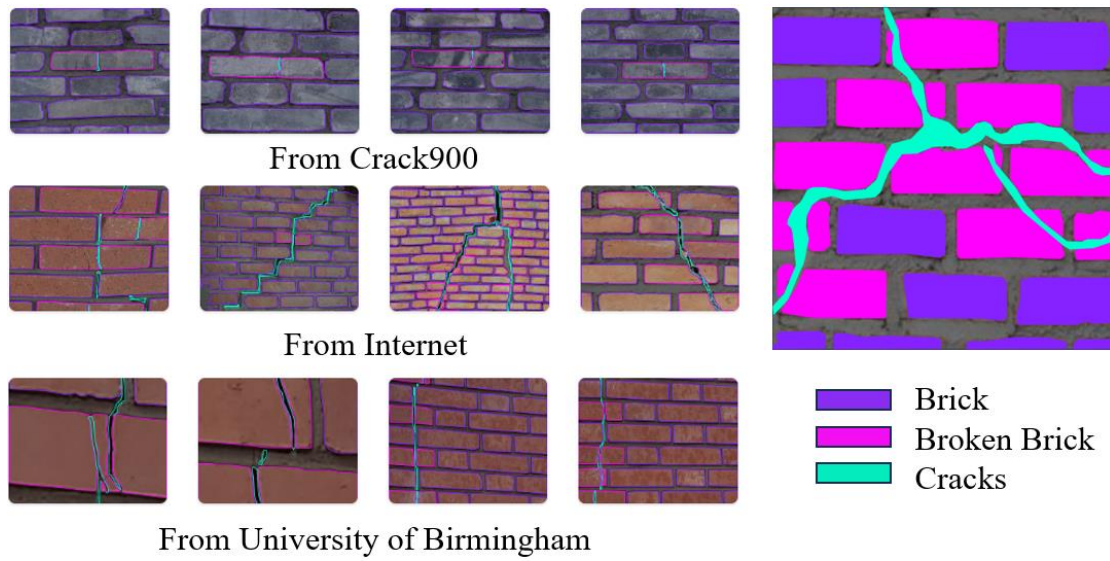 From Crack900
From Internet
From University of Birmingham
Brick
Broken Brick
Cracks